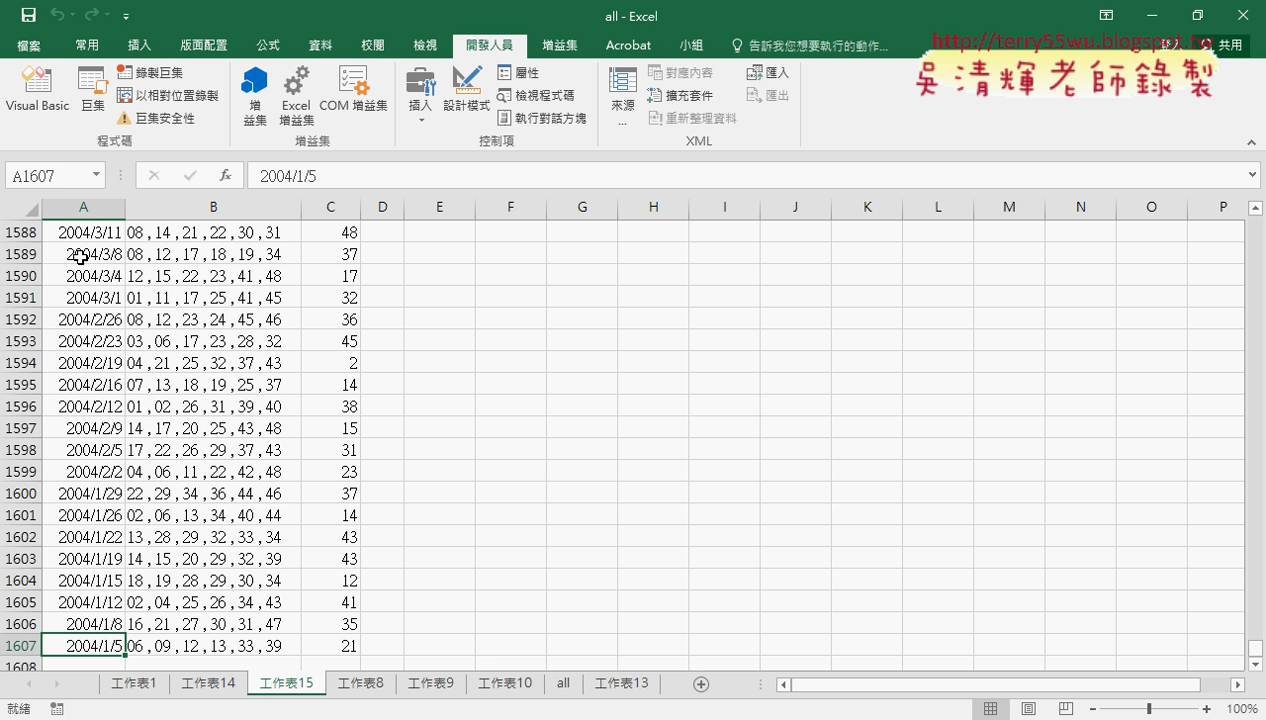 all - Excel
檔案 常用 插入 版面配置 公式 資料 校閱 檢視 開發人員 增益集 Acrobat 小組 告訴我您想要執行的動作... 共用
http://terry55wu.blogspot.tw
吳清輝老師錄製
Visual Basic 巨集 錄製巨集 以相對位置錄製 巨集安全性 程式碼
增益集 Excel 增益集 COM 增益集 增益集
插入 設計模式 屬性 檢視程式碼 執行對話方塊 控制項
來源... 對應內容 擴充套件 重新整理資料 匯入 匯出 XML
A1607 fx 2004/1/5
A B C D E F G H I J K L M N O P
1588 2004/3/11 08 , 14 , 21 , 22 , 30 , 31 48
1589 2004/3/8 08 , 12 , 17 , 18 , 19 , 34 37
1590 2004/3/4 12 , 15 , 22 , 23 , 41 , 48 17
1591 2004/3/1 01 , 11 , 17 , 25 , 41 , 45 32
1592 2004/2/26 08 , 12 , 23 , 24 , 45 , 46 36
1593 2004/2/23 03 , 06 , 17 , 23 , 28 , 32 45
1594 2004/2/19 04 , 21 , 25 , 32 , 37 , 43 2
1595 2004/2/16 07 , 13 , 18 , 19 , 25 , 37 14
1596 2004/2/12 01 , 02 , 26 , 31 , 39 , 40 38
1597 2004/2/9 14 , 17 , 20 , 25 , 43 , 48 15
1598 2004/2/5 17 , 22 , 26 , 29 , 37 , 43 31
1599 2004/2/2 04 , 06 , 11 , 22 , 42 , 48 23
1600 2004/1/29 22 , 29 , 34 , 36 , 44 , 46 37
1601 2004/1/26 02 , 06 , 13 , 34 , 40 , 44 14
1602 2004/1/22 13 , 28 , 29 , 32 , 33 , 34 43
1603 2004/1/19 14 , 15 , 20 , 29 , 32 , 39 43
1604 2004/1/15 18 , 19 , 28 , 29 , 30 , 34 12
1605 2004/1/12 02 , 04 , 25 , 26 , 34 , 43 41
1606 2004/1/8 16 , 21 , 27 , 30 , 31 , 47 35
1607 2004/1/5 06 , 09 , 12 , 13 , 33 , 39 21
1608
工作表1 工作表14 工作表15 工作表8 工作表9 工作表10 all 工作表13
就緒 100%